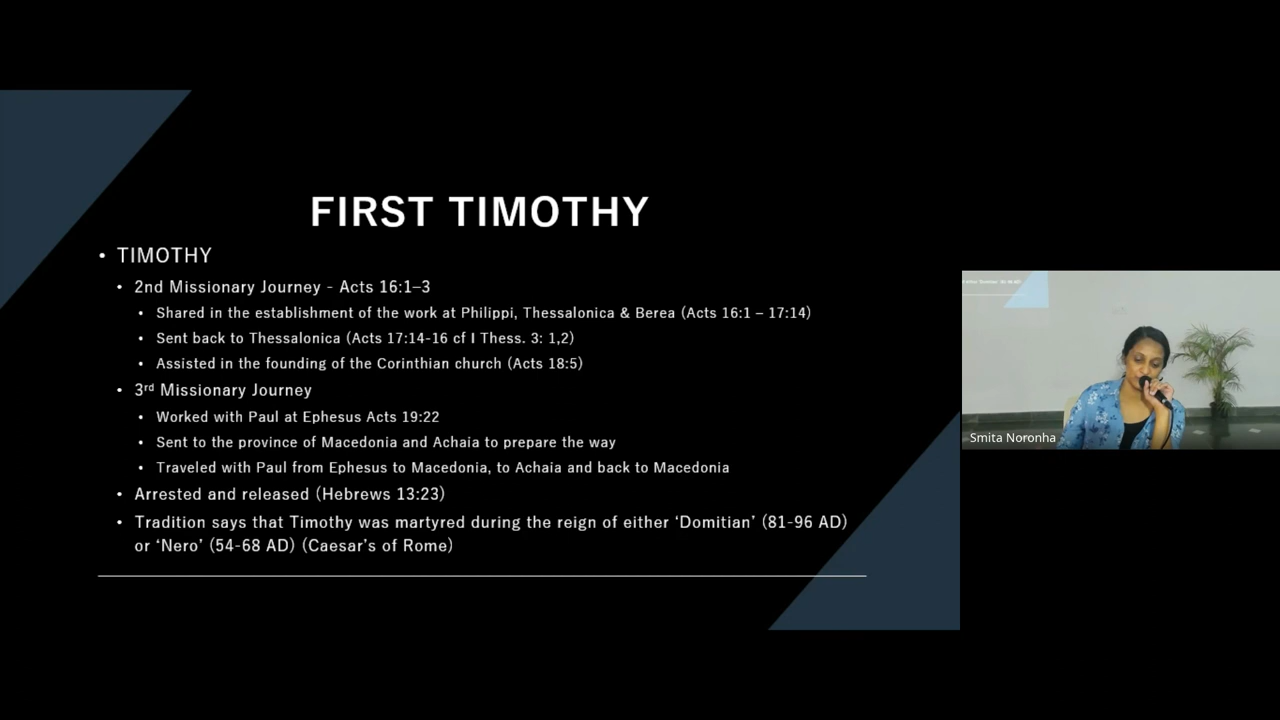 FIRST TIMOTHY
• TIMOTHY
• 2nd Missionary Journey - Acts 16:1–3
• Shared in the establishment of the work at Philippi, Thessalonica & Berea (Acts 16:1 – 17:14)
• Sent back to Thessalonica (Acts 17:14-16 cf I Thess. 3: 1,2)
• Assisted in the founding of the Corinthian church (Acts 18:5)
• 3rd Missionary Journey
• Worked with Paul at Ephesus Acts 19:22
• Sent to the province of Macedonia and Achaia to prepare the way
• Traveled with Paul from Ephesus to Macedonia, to Achaia and back to Macedonia
• Arrested and released (Hebrews 13:23)
• Tradition says that Timothy was martyred during the reign of either ‘Domitian’ (81-96 AD)
or ‘Nero’ (54-68 AD) (Caesar’s of Rome)
Smita Noronha